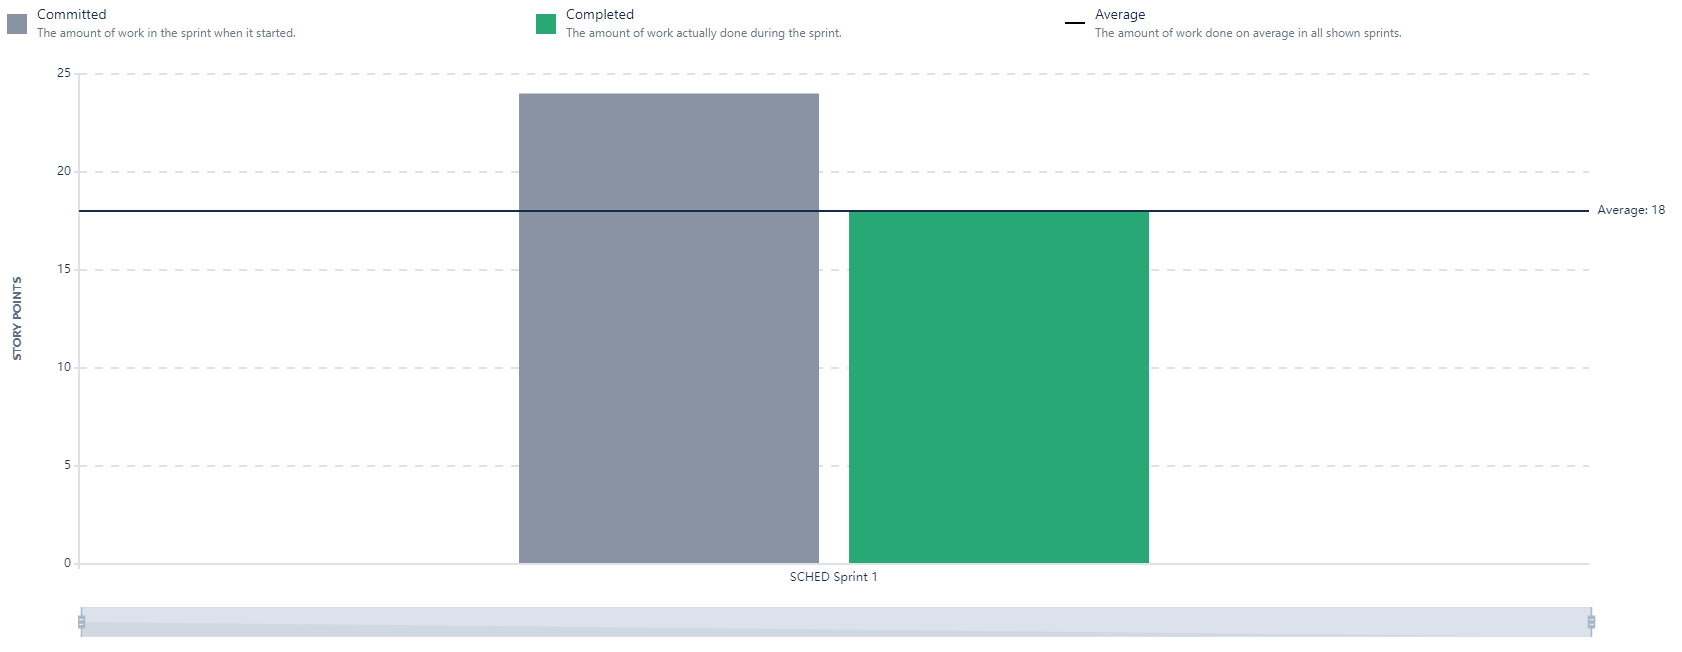 Committed
The amount of work in the sprint when it started.
Completed
The amount of work actually done during the sprint.
Average
The amount of work done on average in all shown sprints.
25
20
Average: 18
15
STORY POINTS
10
5
0
SCHED Sprint 1